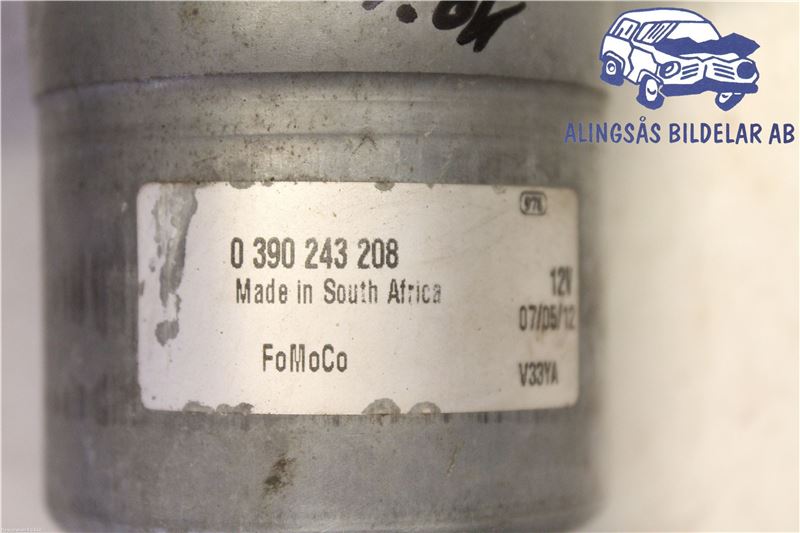 ALINGSÅS BILDELAR AB
0 390 243 208
Made in South Africa
12V
07/05/12
FoMoCo
V33YA